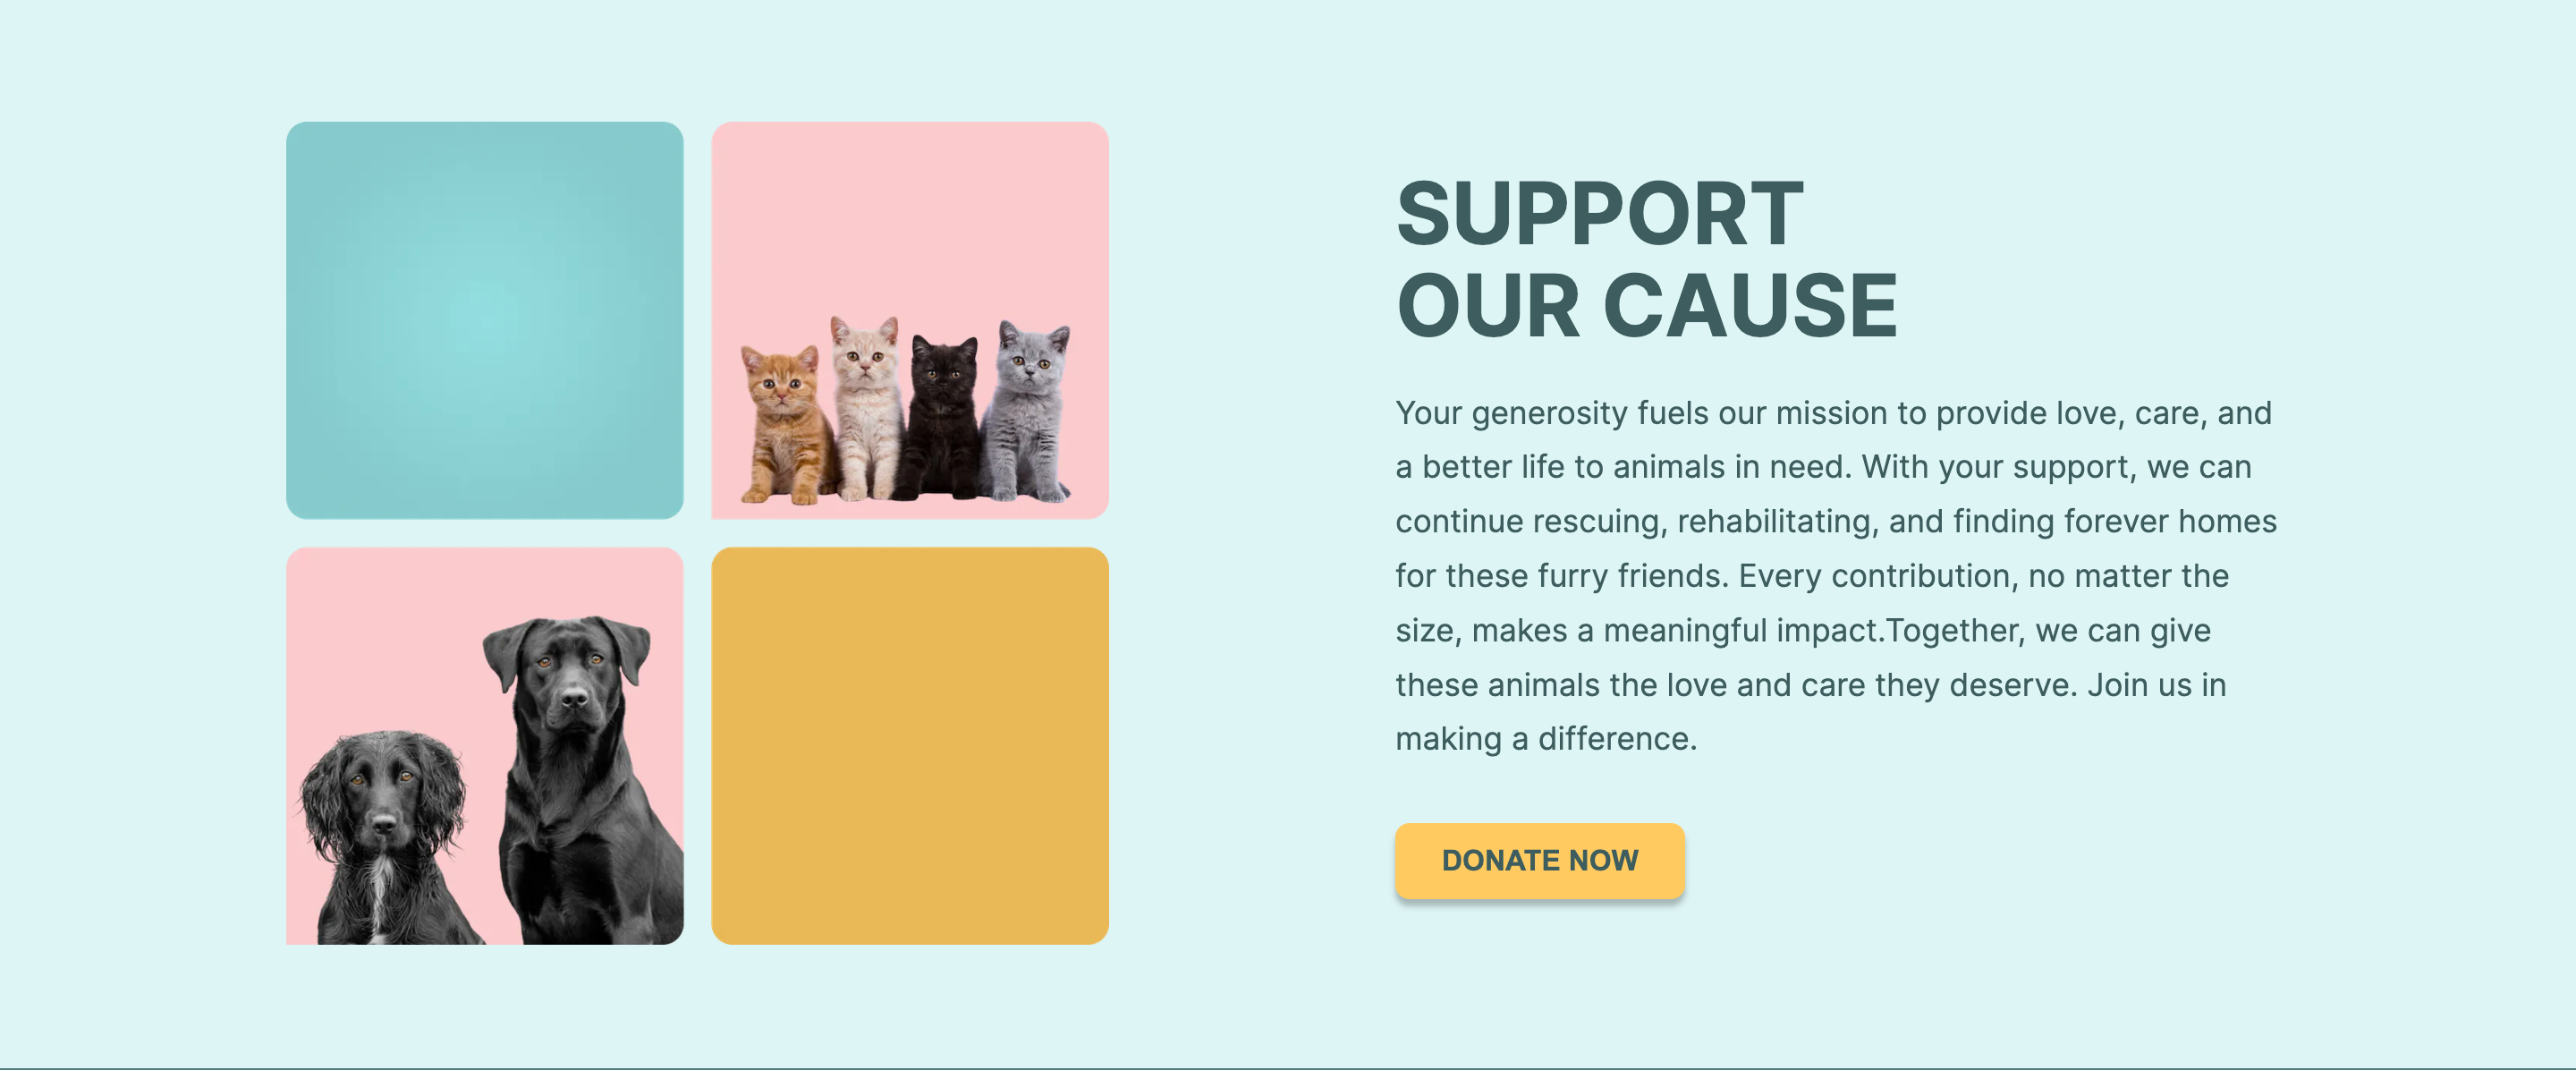 SUPPORT
OUR CAUSE
Your generosity fuels our mission to provide love, care, and
a better life to animals in need. With your support, we can
continue rescuing, rehabilitating, and finding forever homes
for these furry friends. Every contribution, no matter the
size, makes a meaningful impact.Together, we can give
these animals the love and care they deserve. Join us in
making a difference.
DONATE NOW